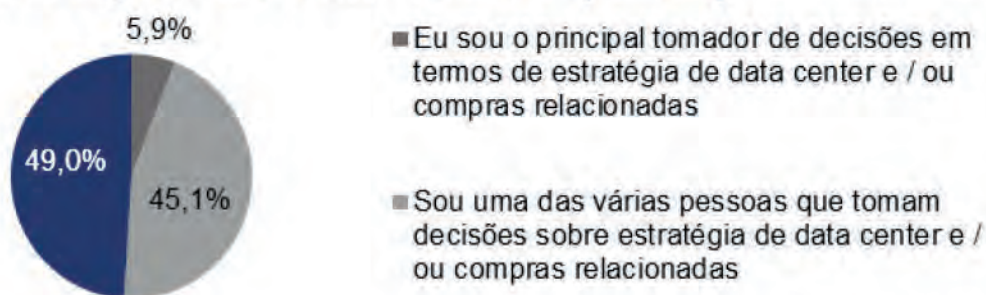 5,9%
49,0%
45,1%
Eu sou o principal tomador de decisões em
termos de estratégia de data center e / ou
compras relacionadas
Sou uma das várias pessoas que tomam
decisões sobre estratégia de data center e /
ou compras relacionadas